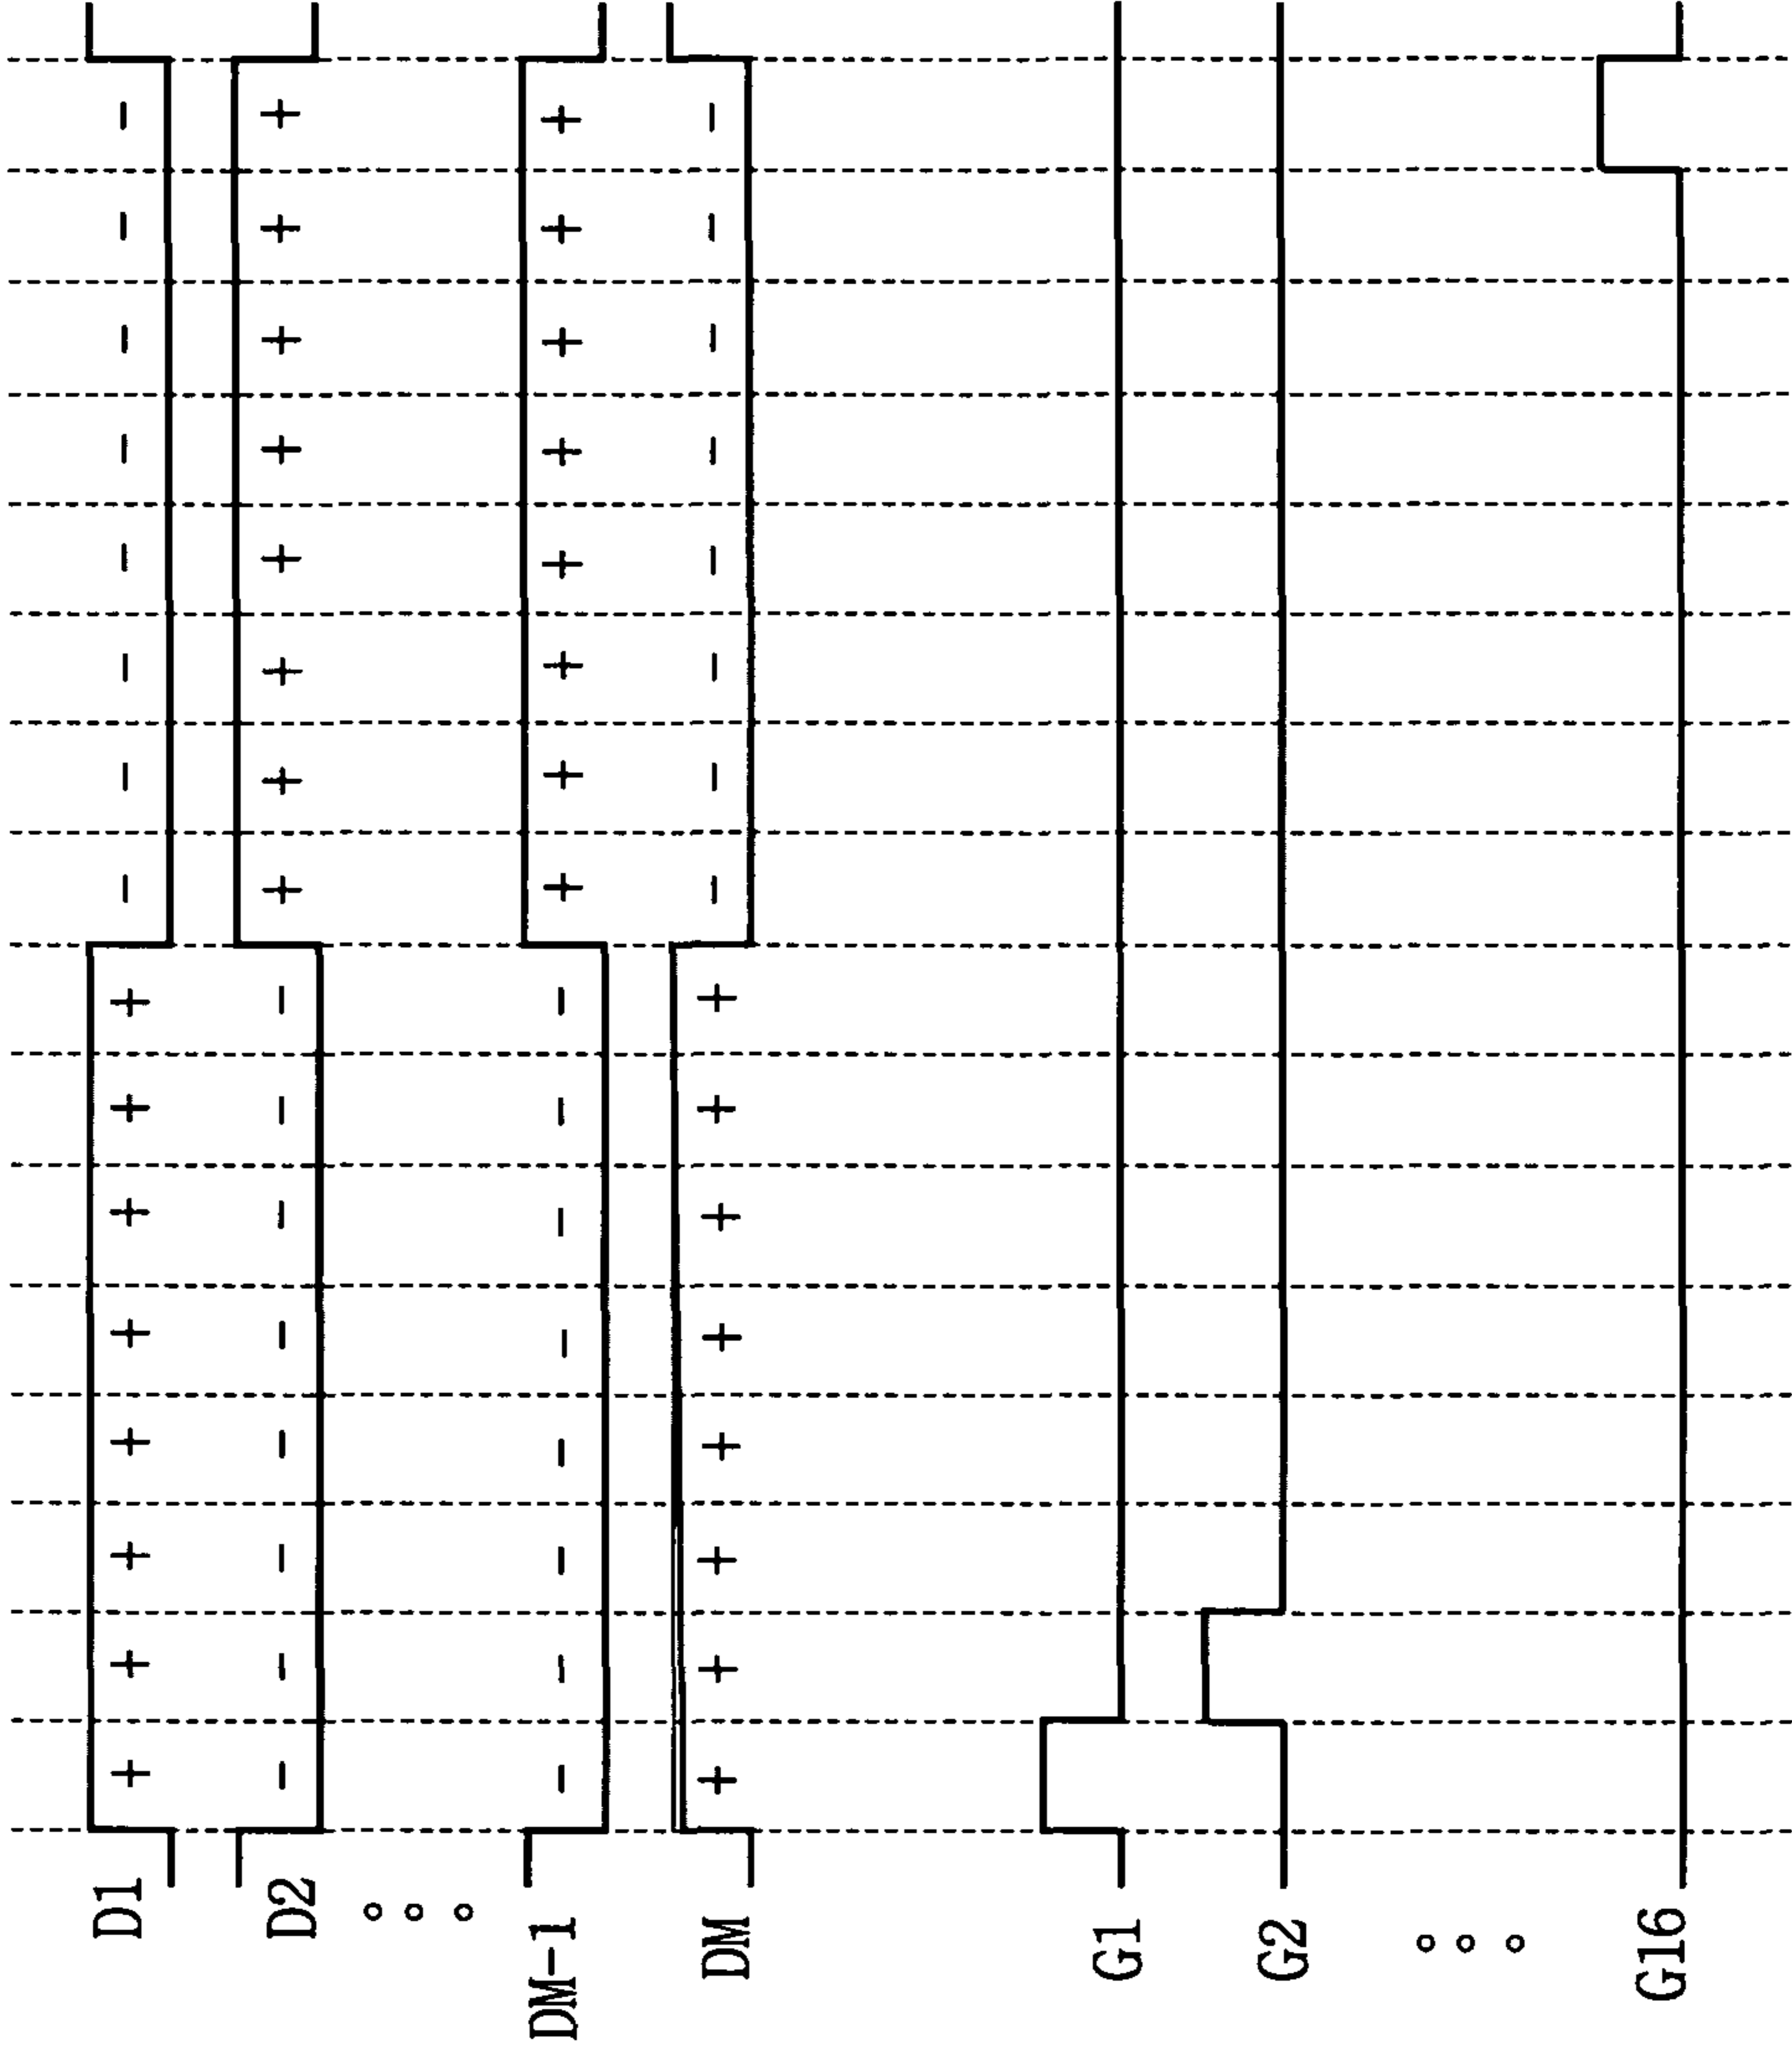 D1
+ + + + + + + + - - - - - - - -
D2
- - - - - - - - + + + + + + + +
DM-1
- - - - - - - - + + + + + + + +
DM
+ + + + + + + + - - - - - - - -
G1
G2
G16